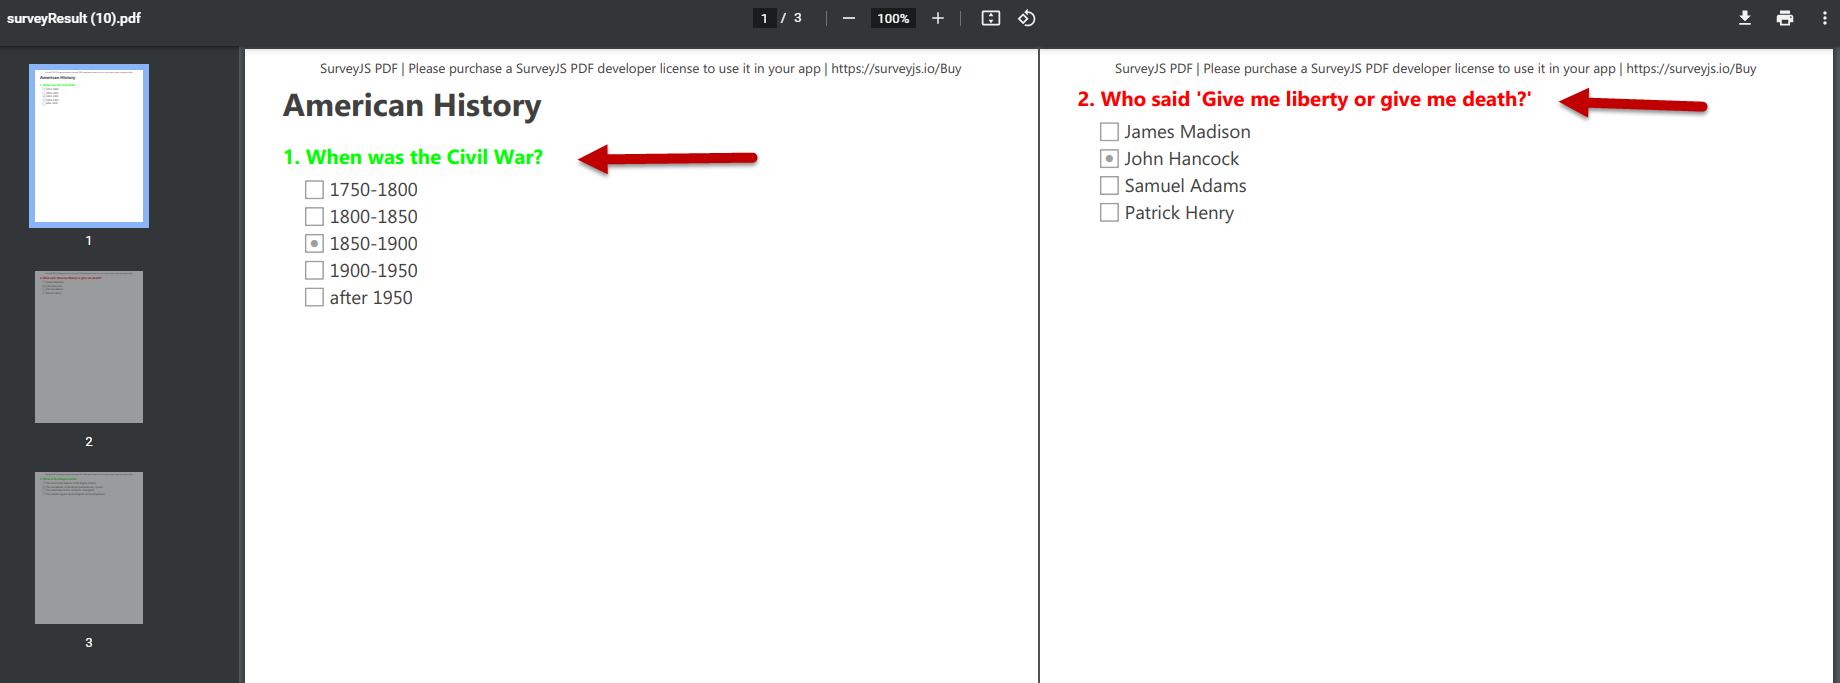 surveyResult (10).pdf
1 / 3
100%
1
2
3
SurveyJS PDF | Please purchase a SurveyJS PDF developer license to use it in your app | https://surveyjs.io/Buy
American History
1. When was the Civil War?
1750-1800
1800-1850
1850-1900
1900-1950
after 1950
SurveyJS PDF | Please purchase a SurveyJS PDF developer license to use it in your app | https://surveyjs.io/Buy
2. Who said 'Give me liberty or give me death?'
James Madison
John Hancock
Samuel Adams
Patrick Henry